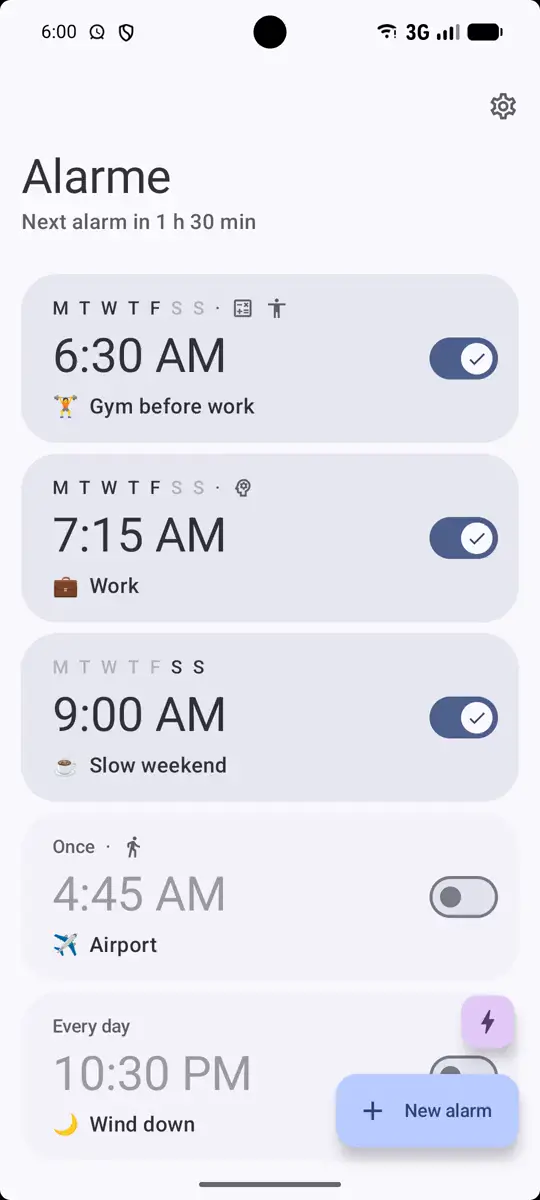 6:00
3G
Alarme
Next alarm in 1 h 30 min
M T W T F S S ·
6:30 AM
🏋️ Gym before work
M T W T F S S ·
7:15 AM
💼 Work
M T W T F S S
9:00 AM
☕ Slow weekend
Once ·
4:45 AM
✈️ Airport
Every day
10:30 PM
🌙 Wind down
+ New alarm